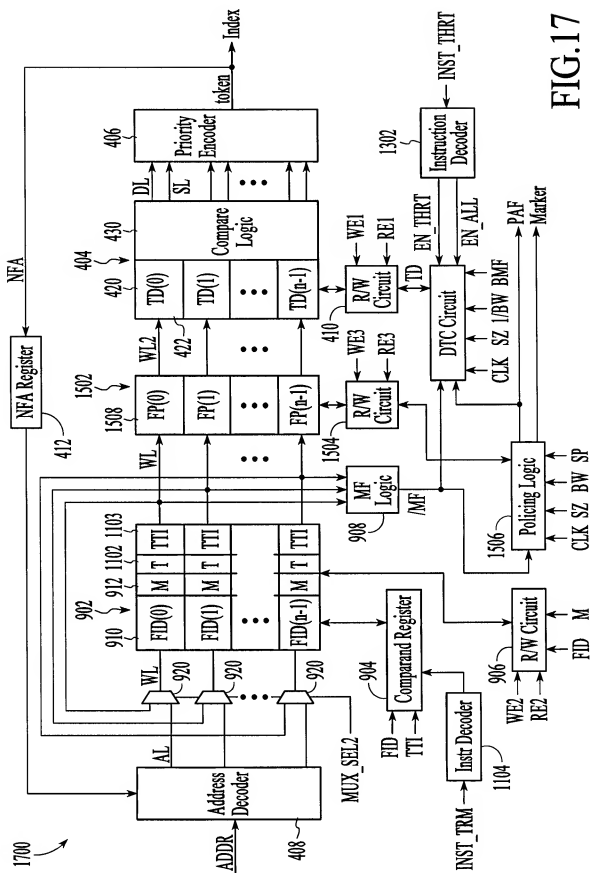 1700
ADDR
Address Decoder
408
AL
WL
920
920
920
MUX_SEL2
902
910
912
1102
1103
FID(0) M T TTI
FID(1) M T TTI
FID(n-1) M T TTI
WL
1502
1508
FP(0)
FP(1)
FP(n-1)
WL2
404
420
422
TD(0)
TD(1)
TD(n-1)
430
Compare Logic
DL
SL
406
Priority Encoder
token
Index
NFA
NFA Register
412
MF Logic
908
/MF
904
Comparand Register
FID
TTI
Instr Decoder
1104
INST_TRM
906
R/W Circuit
WE2
RE2
FID
M
1504
R/W Circuit
WE3
RE3
410
R/W Circuit
WE1
RE1
TD
DTC Circuit
CLK SZ 1/BW BMF
EN_THRT
EN_ALL
1302
Instruction Decoder
INST_THRT
1506
Policing Logic
CLK SZ BW SP
PAF
Marker
FIG.17